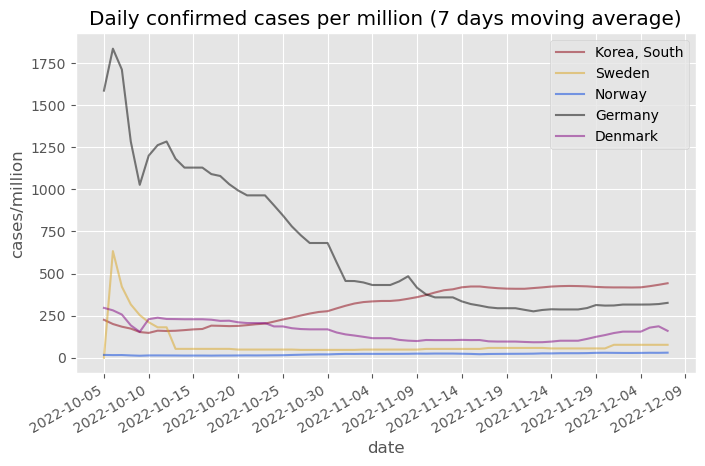 Daily confirmed cases per million (7 days moving average)
Korea, South
Sweden
Norway
Germany
Denmark
cases/million
1750
1500
1250
1000
750
500
250
0
2022-10-05
2022-10-10
2022-10-15
2022-10-20
2022-10-25
2022-10-30
2022-11-04
2022-11-09
2022-11-14
2022-11-19
2022-11-24
2022-11-29
2022-12-04
2022-12-09
date